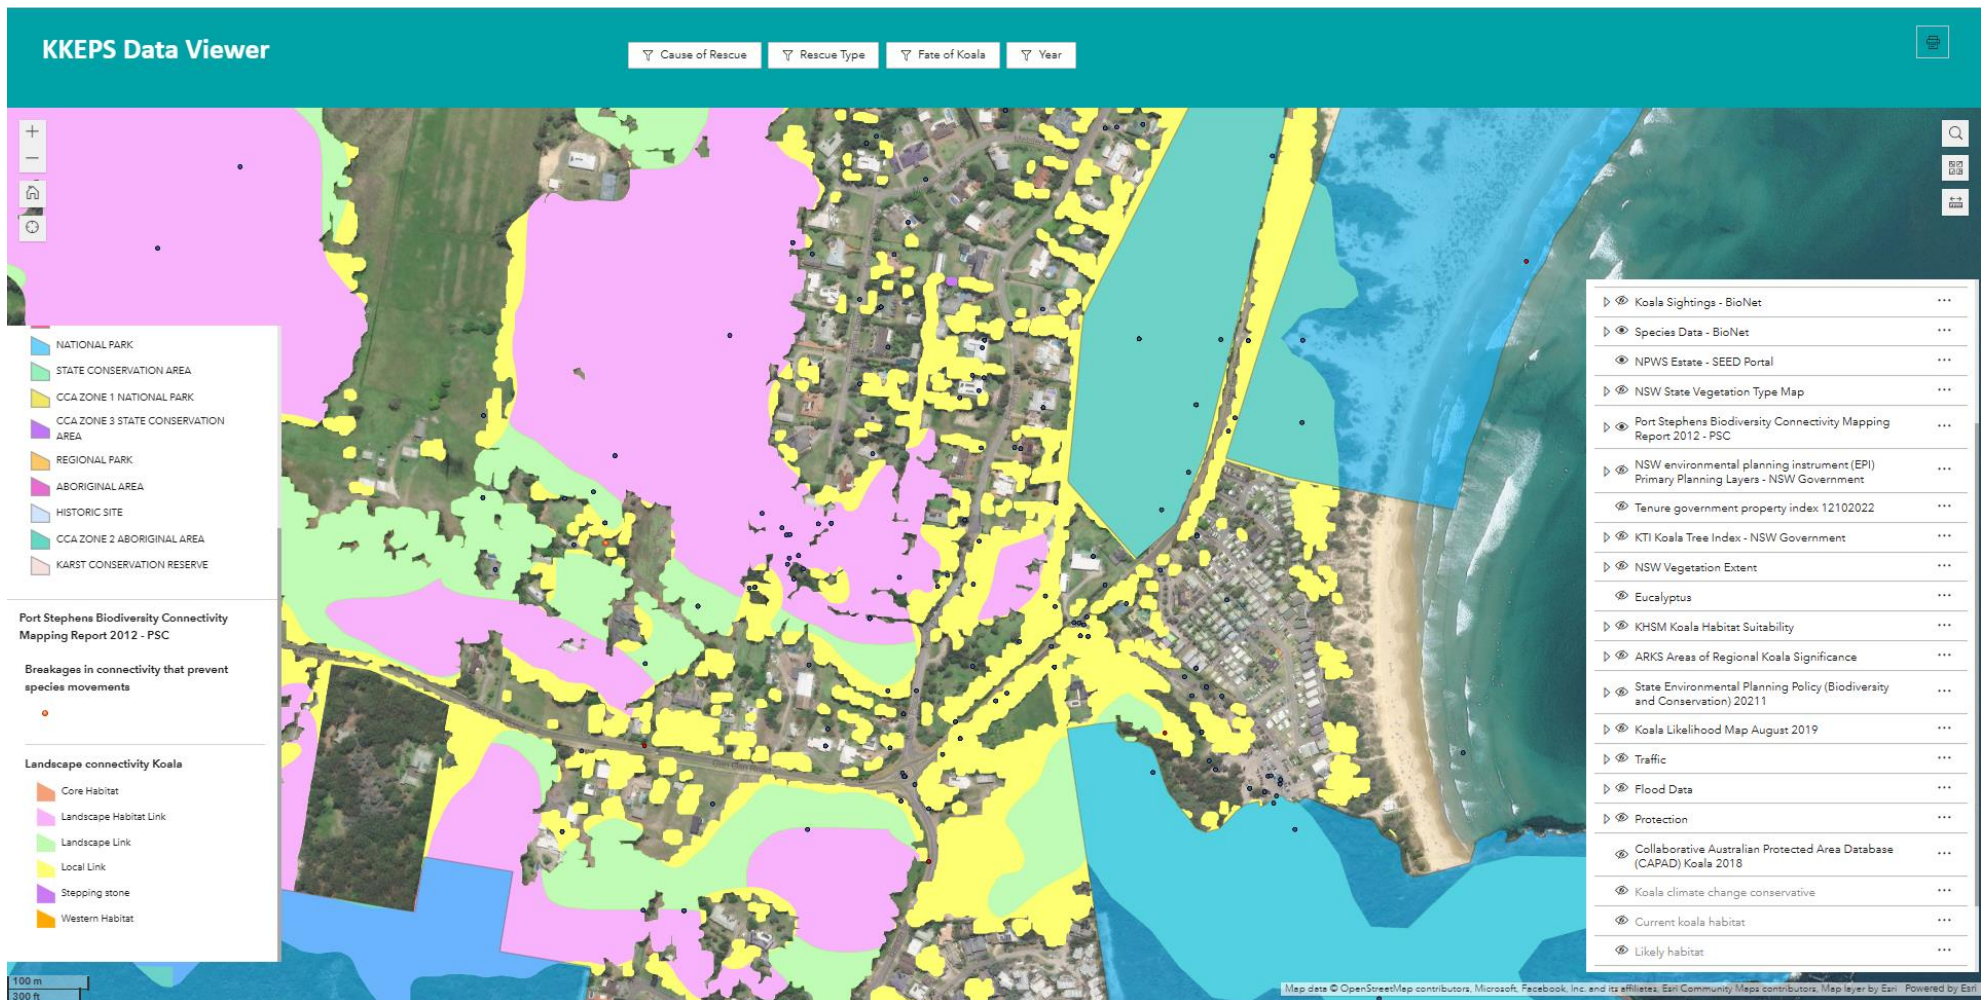 KKEPS Data Viewer
Cause of Rescue
Rescue Type
Fate of Koala
Year
NATIONAL PARK
STATE CONSERVATION AREA
CCA ZONE 1 NATIONAL PARK
CCA ZONE 3 STATE CONSERVATION
AREA
REGIONAL PARK
ABORIGINAL AREA
HISTORIC SITE
CCA ZONE 2 ABORIGINAL AREA
KARST CONSERVATION RESERVE
Port Stephens Biodiversity Connectivity
Mapping Report 2012 - PSC
Breakages in connectivity that prevent
species movements
Landscape connectivity Koala
Core Habitat
Landscape Habitat Link
Landscape Link
Local Link
Stepping stone
Western Habitat
100 m
300 ft
Koala Sightings - BioNet
Species Data - BioNet
NPWS Estate - SEED Portal
NSW State Vegetation Type Map
Port Stephens Biodiversity Connectivity Mapping
Report 2012 - PSC
NSW environmental planning instrument (EPI)
Primary Planning Layers - NSW Government
Tenure government property index 12102022
KTI Koala Tree Index - NSW Government
NSW Vegetation Extent
Eucalyptus
KHSM Koala Habitat Suitability
ARKS Areas of Regional Koala Significance
State Environmental Planning Policy (Biodiversity
and Conservation) 20211
Koala Likelihood Map August 2019
Traffic
Flood Data
Protection
Collaborative Australian Protected Area Database
(CAPAD) Koala 2018
Koala climate change conservative
Current koala habitat
Likely habitat
Map data © OpenStreetMap contributors, Microsoft, Facebook, Inc. and its affiliates, Esri Community Maps contributors, Map layer by Esri Powered by Esri